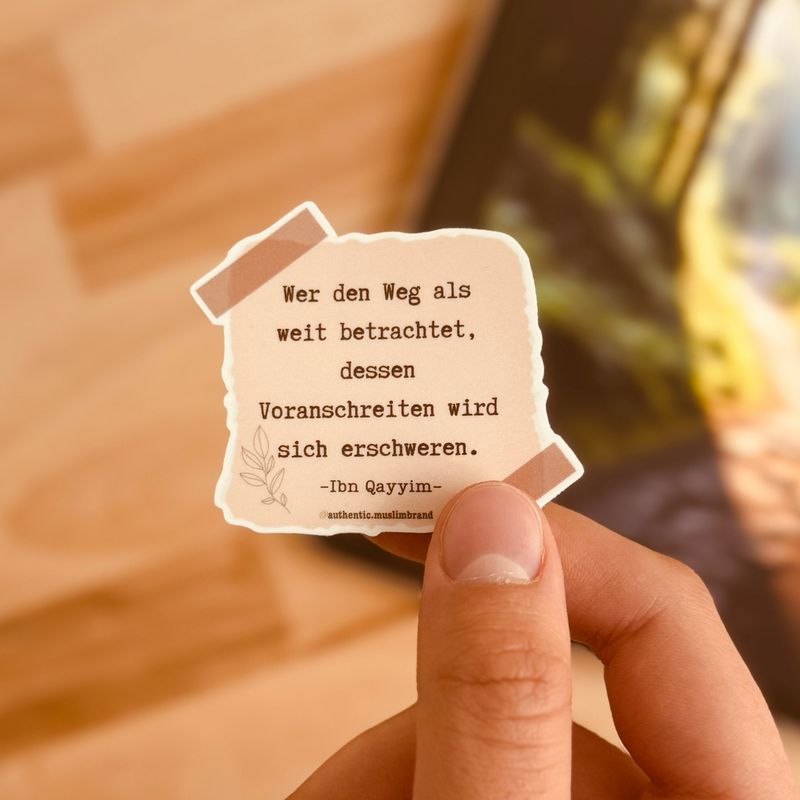 Wer den Weg als
weit betrachtet,
dessen
Voranschreiten wird
sich erschweren.
-Ibn Qayyim-
@authentic.muslimbrand